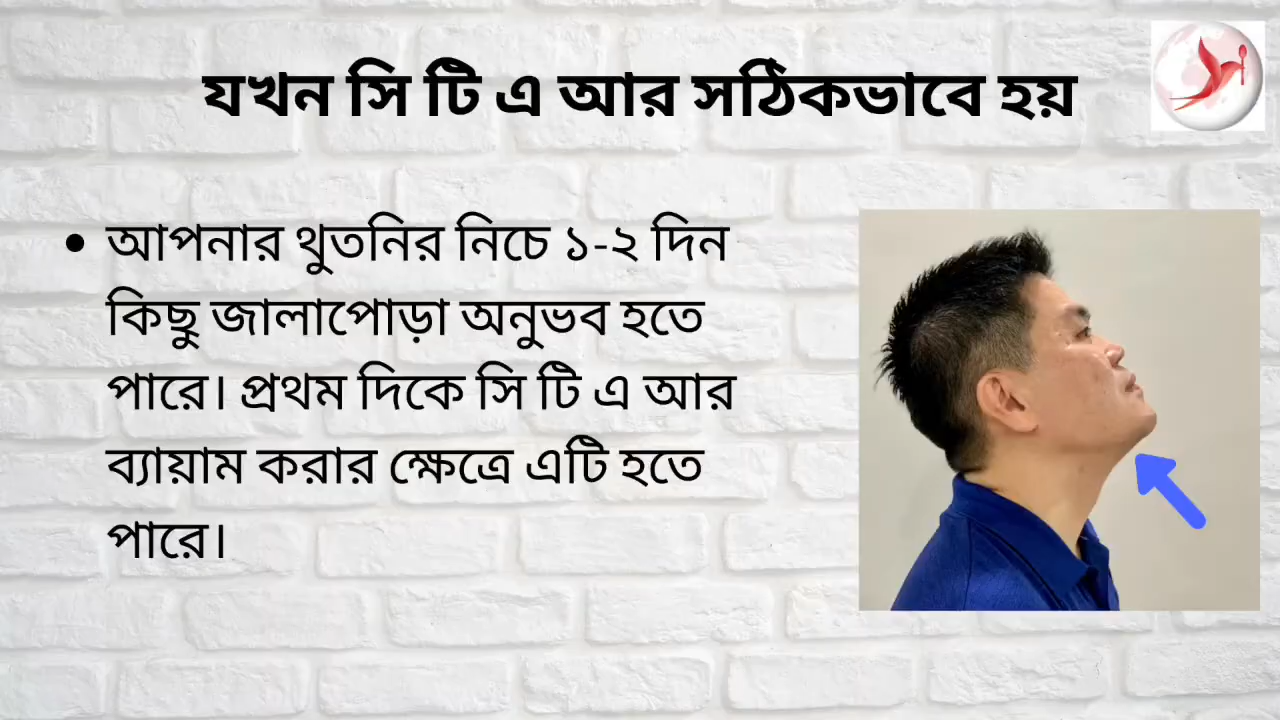 যখন সি টি এ আর সঠিকভাবে হয়
• আপনার থুতনির নিচে ১-২ দিন
কিছু জালাপোড়া অনুভব হতে
পারে। প্রথম দিকে সি টি এ আর
ব্যায়াম করার ক্ষেত্রে এটি হতে
পারে।